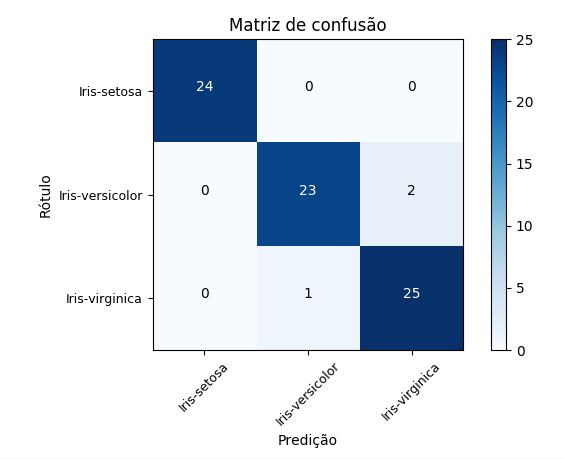 Matriz de confusão
Rótulo
Iris-setosa 24 0 0
Iris-versicolor 0 23 2
Iris-virginica 0 1 25
Iris-setosa Iris-versicolor Iris-virginica
Predição
25
20
15
10
5
0